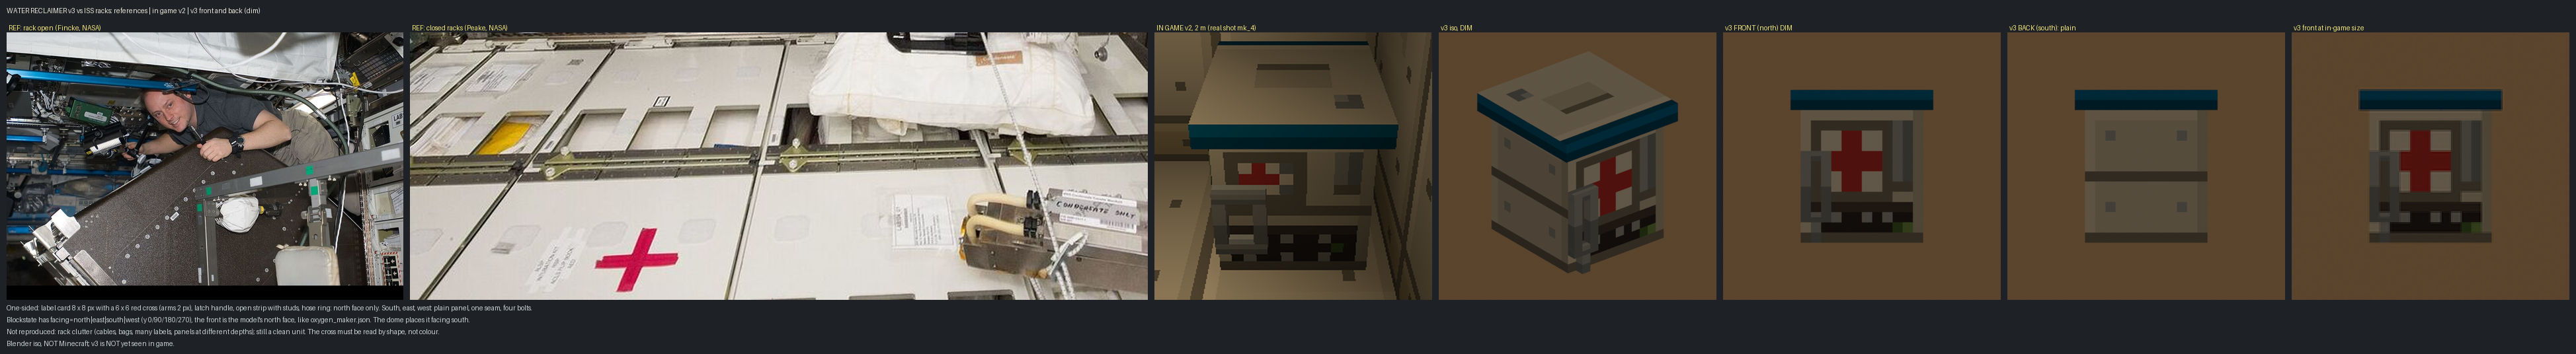 WATER RECLAIMER v3 vs ISS racks: references | in game v2 | v3 front and back (dim)
REF: rack open (Fincke, NASA)
REF: closed racks (Peake, NASA)
IN GAME v2, 2 m (real shot mk_4)
v3 iso, DIM
v3 FRONT (north) DIM
v3 BACK (south): plain
v3 front at in-game size
LAB
CONDENSATE ONLY
One-sided: label card 8 x 8 px with a 6 x 6 red cross (arms 2 px), latch handle, open strip with studs, hose ring: north face only. South, east, west: plain panel, one seam, four bolts.
Blockstate has facing=north|east|south|west (y 0/90/180/270), the front is the model's north face, like oxygen_maker.json. The dome places it facing south.
Not reproduced: rack clutter (cables, bags, many labels, panels at different depths); still a clean unit. The cross must be read by shape, not colour.
Blender iso, NOT Minecraft; v3 is NOT yet seen in game.